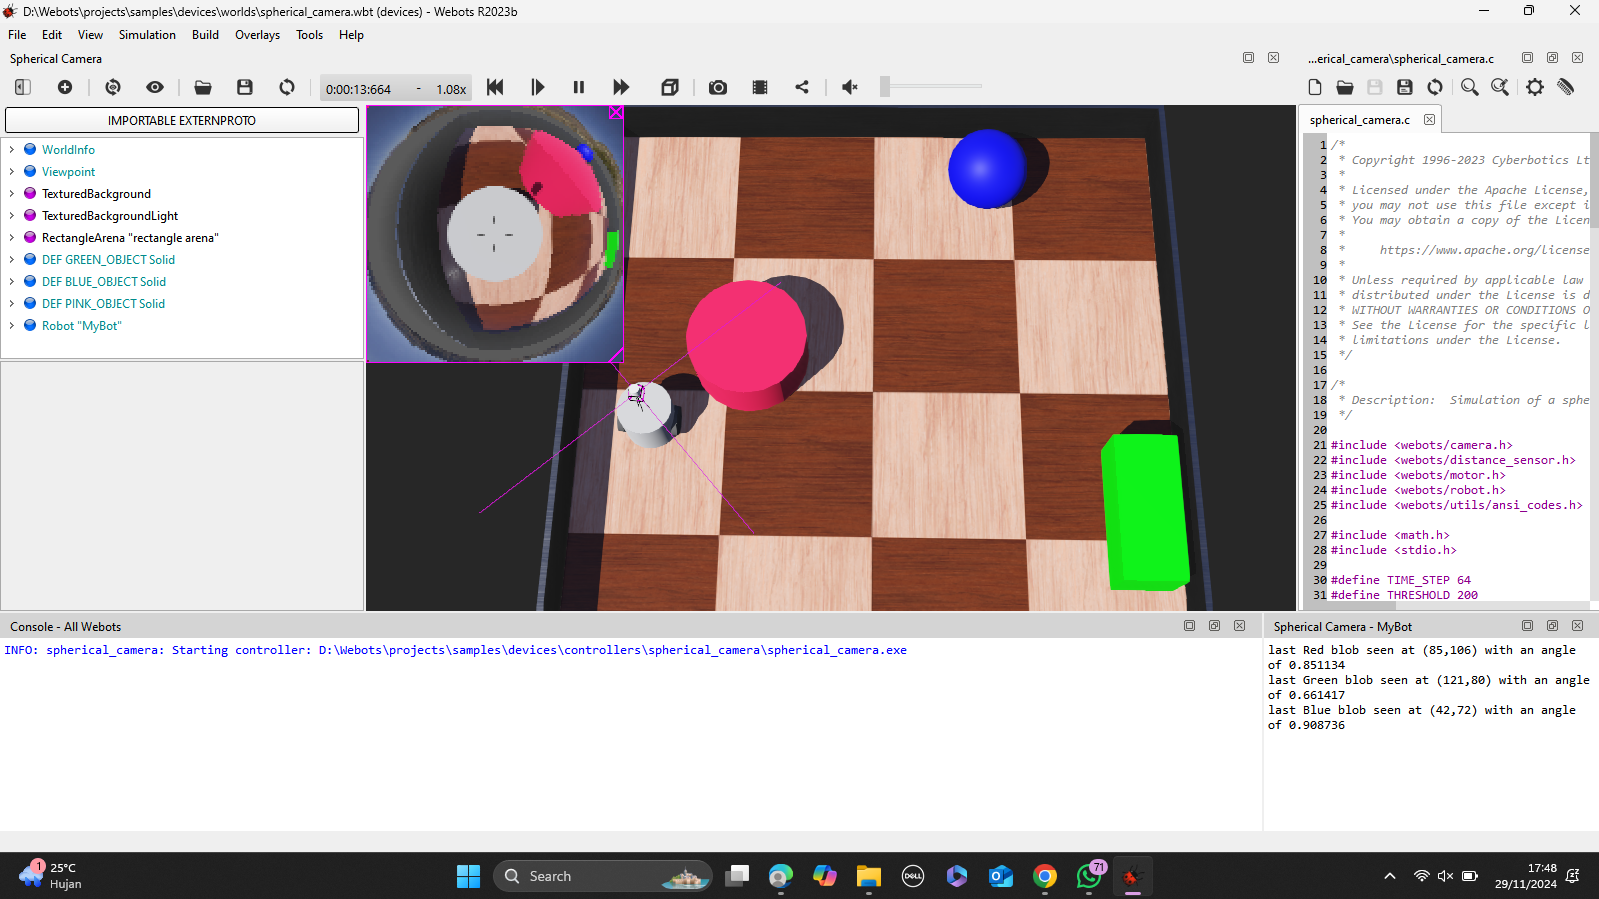 D:\Webots\projects\samples\devices\worlds\spherical_camera.wbt (devices) - Webots R2023b
File Edit View Simulation Build Overlays Tools Help
Spherical Camera
0:00:13:664 - 1.08x
IMPORTABLE EXTERNPROTO
WorldInfo
Viewpoint
TexturedBackground
TexturedBackgroundLight
RectangleArena "rectangle arena"
DEF GREEN_OBJECT Solid
DEF BLUE_OBJECT Solid
DEF PINK_OBJECT Solid
Robot "MyBot"
...erical_camera\spherical_camera.c
spherical_camera.c
1 /*
2 * Copyright 1996-2023 Cyberbotics Lt
3 *
4 * Licensed under the Apache License,
5 * you may not use this file except i
6 * You may obtain a copy of the Licen
7 *
8 * https://www.apache.org/license
9 *
10 * Unless required by applicable law
11 * distributed under the License is d
12 * WITHOUT WARRANTIES OR CONDITIONS O
13 * See the License for the specific l
14 * limitations under the License.
15 */
16
17 /*
18 * Description: Simulation of a sphe
19 */
20
21 #include <webots/camera.h>
22 #include <webots/distance_sensor.h>
23 #include <webots/motor.h>
24 #include <webots/robot.h>
25 #include <webots/utils/ansi_codes.h>
26
27 #include <math.h>
28 #include <stdio.h>
29
30 #define TIME_STEP 64
31 #define THRESHOLD 200
Console - All Webots
INFO: spherical_camera: Starting controller: D:\Webots\projects\samples\devices\controllers\spherical_camera\spherical_camera.exe
Spherical Camera - MyBot
last Red blob seen at (85,106) with an angle
of 0.851134
last Green blob seen at (121,80) with an angle
of 0.661417
last Blue blob seen at (42,72) with an angle
of 0.908736
1
25°C
Hujan
Search
DELL
71
17:48
29/11/2024